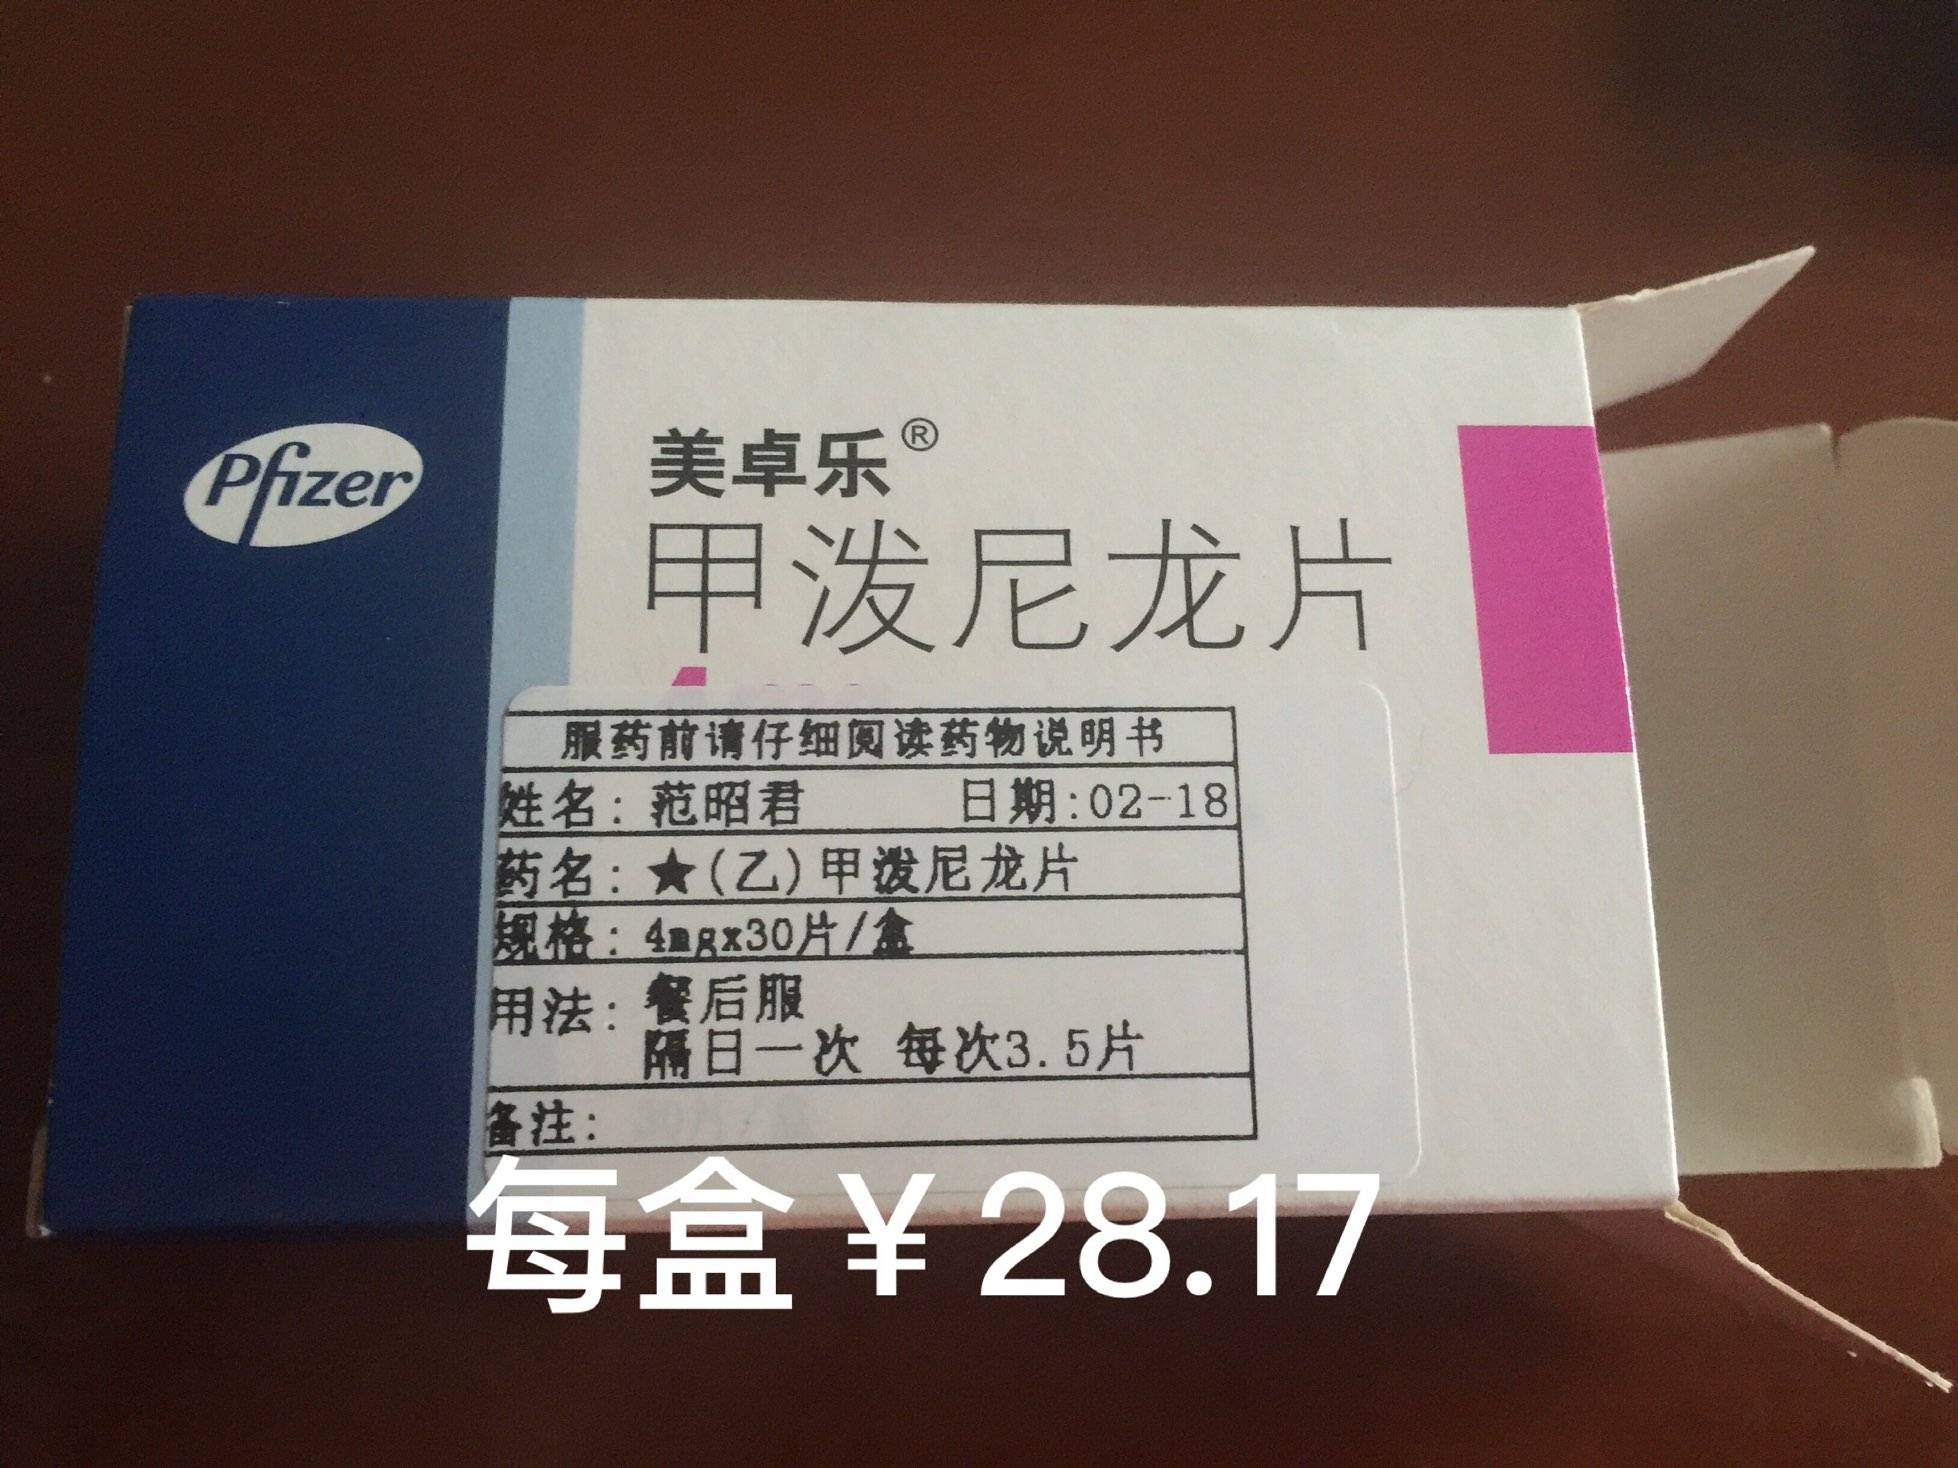 Pfizer
美卓乐®
甲泼尼龙片
服药前请仔细阅读药物说明书
姓名：范昭君 日期:02-18
药名：★(乙)甲泼尼龙片
规格：4mgx30片/盒
用法：餐后服
隔日一次 每次3.5片
备注：
每盒￥28.17